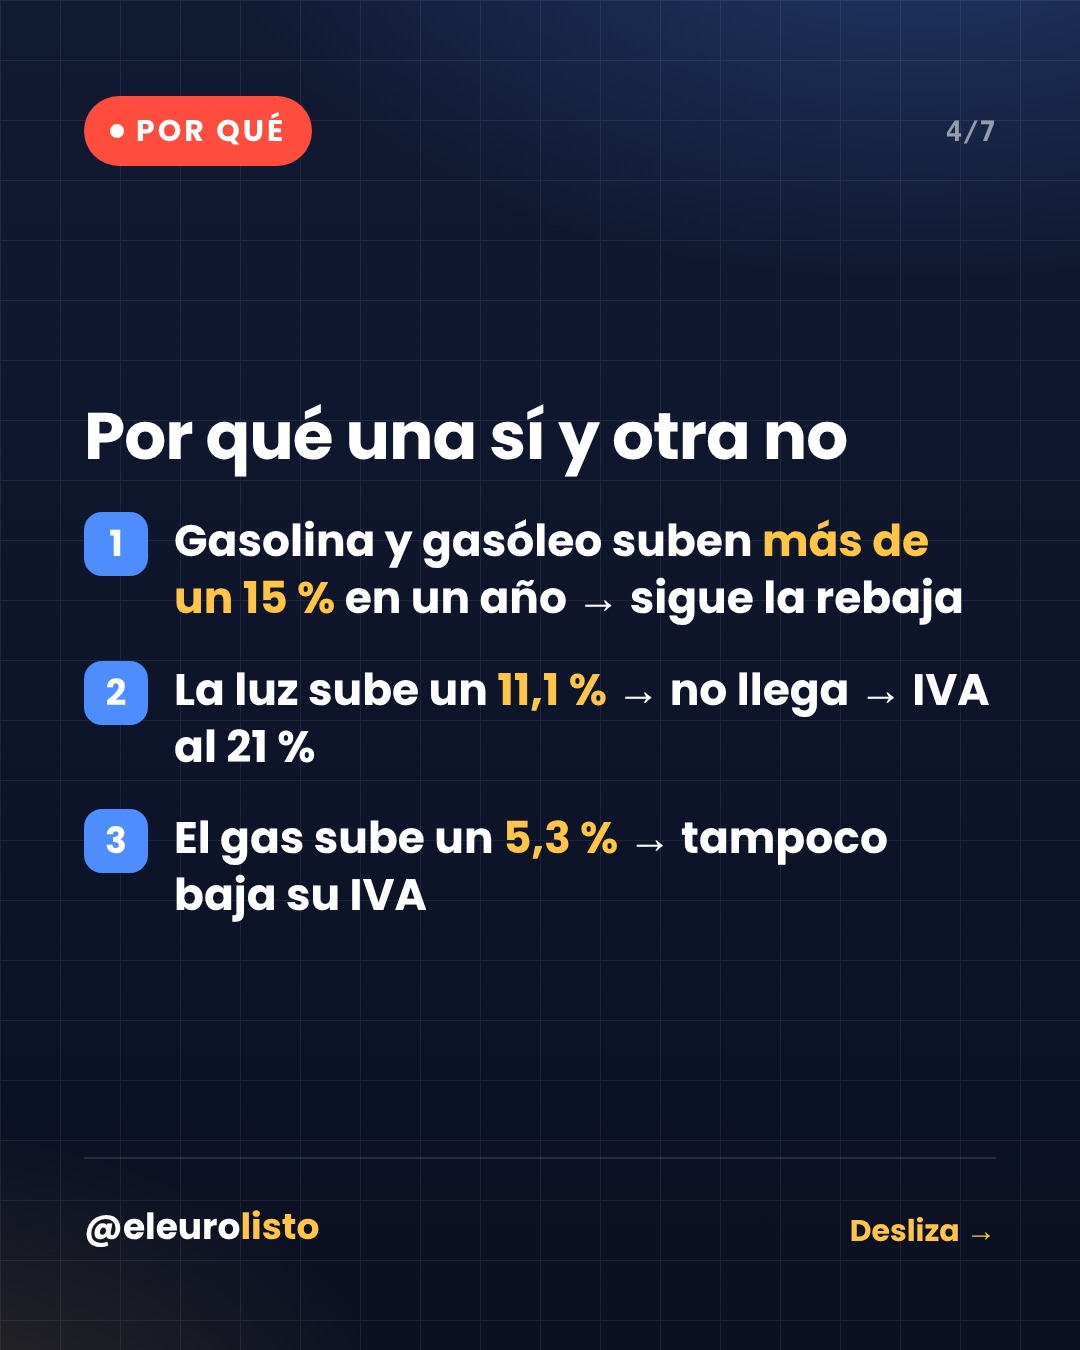 POR QUÉ
4/7
Por qué una sí y otra no
1 Gasolina y gasóleo suben más de
un 15 % en un año → sigue la rebaja
2 La luz sube un 11,1 % → no llega → IVA
al 21 %
3 El gas sube un 5,3 % → tampoco
baja su IVA
@eleurolisto
Desliza →